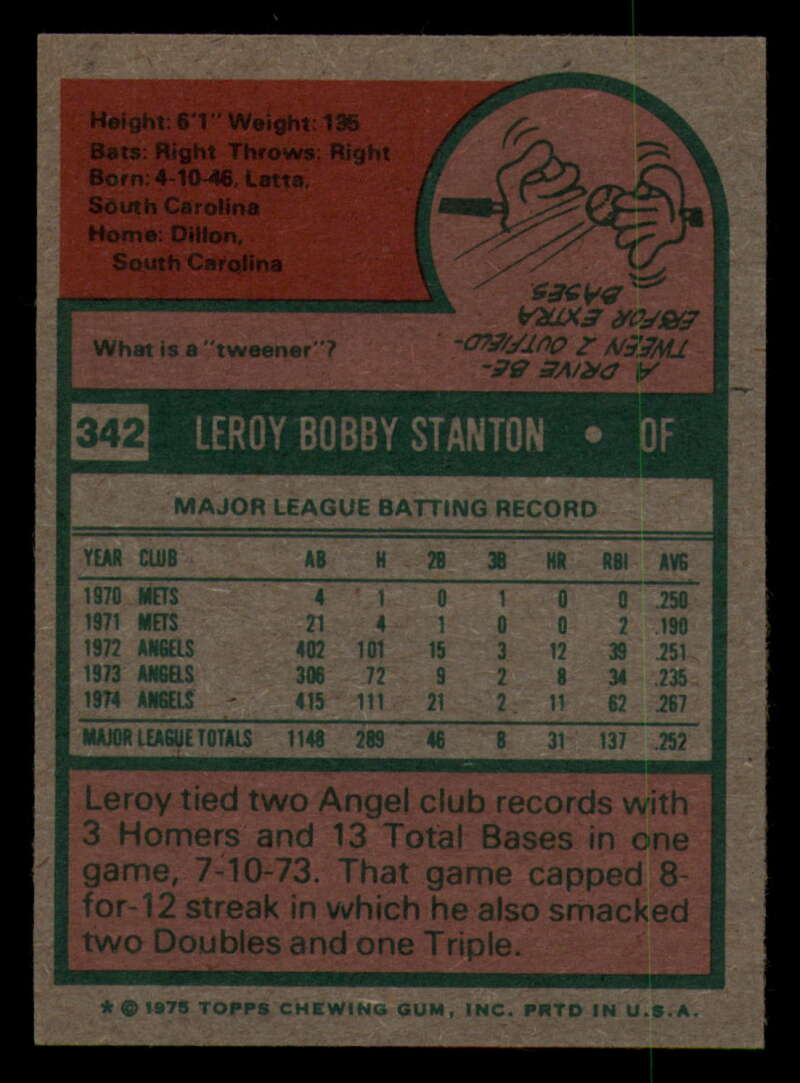 Height: 6'1" Weight: 195
Bats: Right Throws: Right
Born: 4-10-46, Latta,
South Carolina
Home: Dillon,
South Carolina
What is a "tweener"?
A DRIVE BE-
TWEEN 2 OUTFIELD-
ERS FOR EXTRA
BASES
342 LEROY BOBBY STANTON • OF
MAJOR LEAGUE BATTING RECORD
YEAR CLUB AB H 2B 3B HR RBI AVG
1970 METS 4 1 0 1 0 0 .250
1971 METS 21 4 1 0 0 2 .190
1972 ANGELS 402 101 15 3 12 39 .251
1973 ANGELS 306 72 9 2 8 34 .235
1974 ANGELS 415 111 21 2 11 62 .267
MAJOR LEAGUE TOTALS 1148 289 46 8 31 137 .252
Leroy tied two Angel club records with
3 Homers and 13 Total Bases in one
game, 7-10-73. That game capped 8-
for-12 streak in which he also smacked
two Doubles and one Triple.
* © 1975 TOPPS CHEWING GUM, INC. PRTD IN U.S.A.